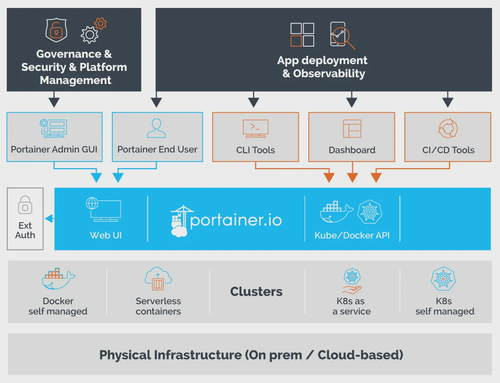 Governance &
Security & Platform
Management
App deployment
& Observability
Portainer Admin GUI
Portainer End User
CLI Tools
Dashboard
CI/CD Tools
Ext
Auth
Web UI
portainer.io
Kube/Docker API
Docker
self managed
Serverless
containers
Clusters
K8s as
a service
K8s
self managed
Physical Infrastructure (On prem / Cloud-based)